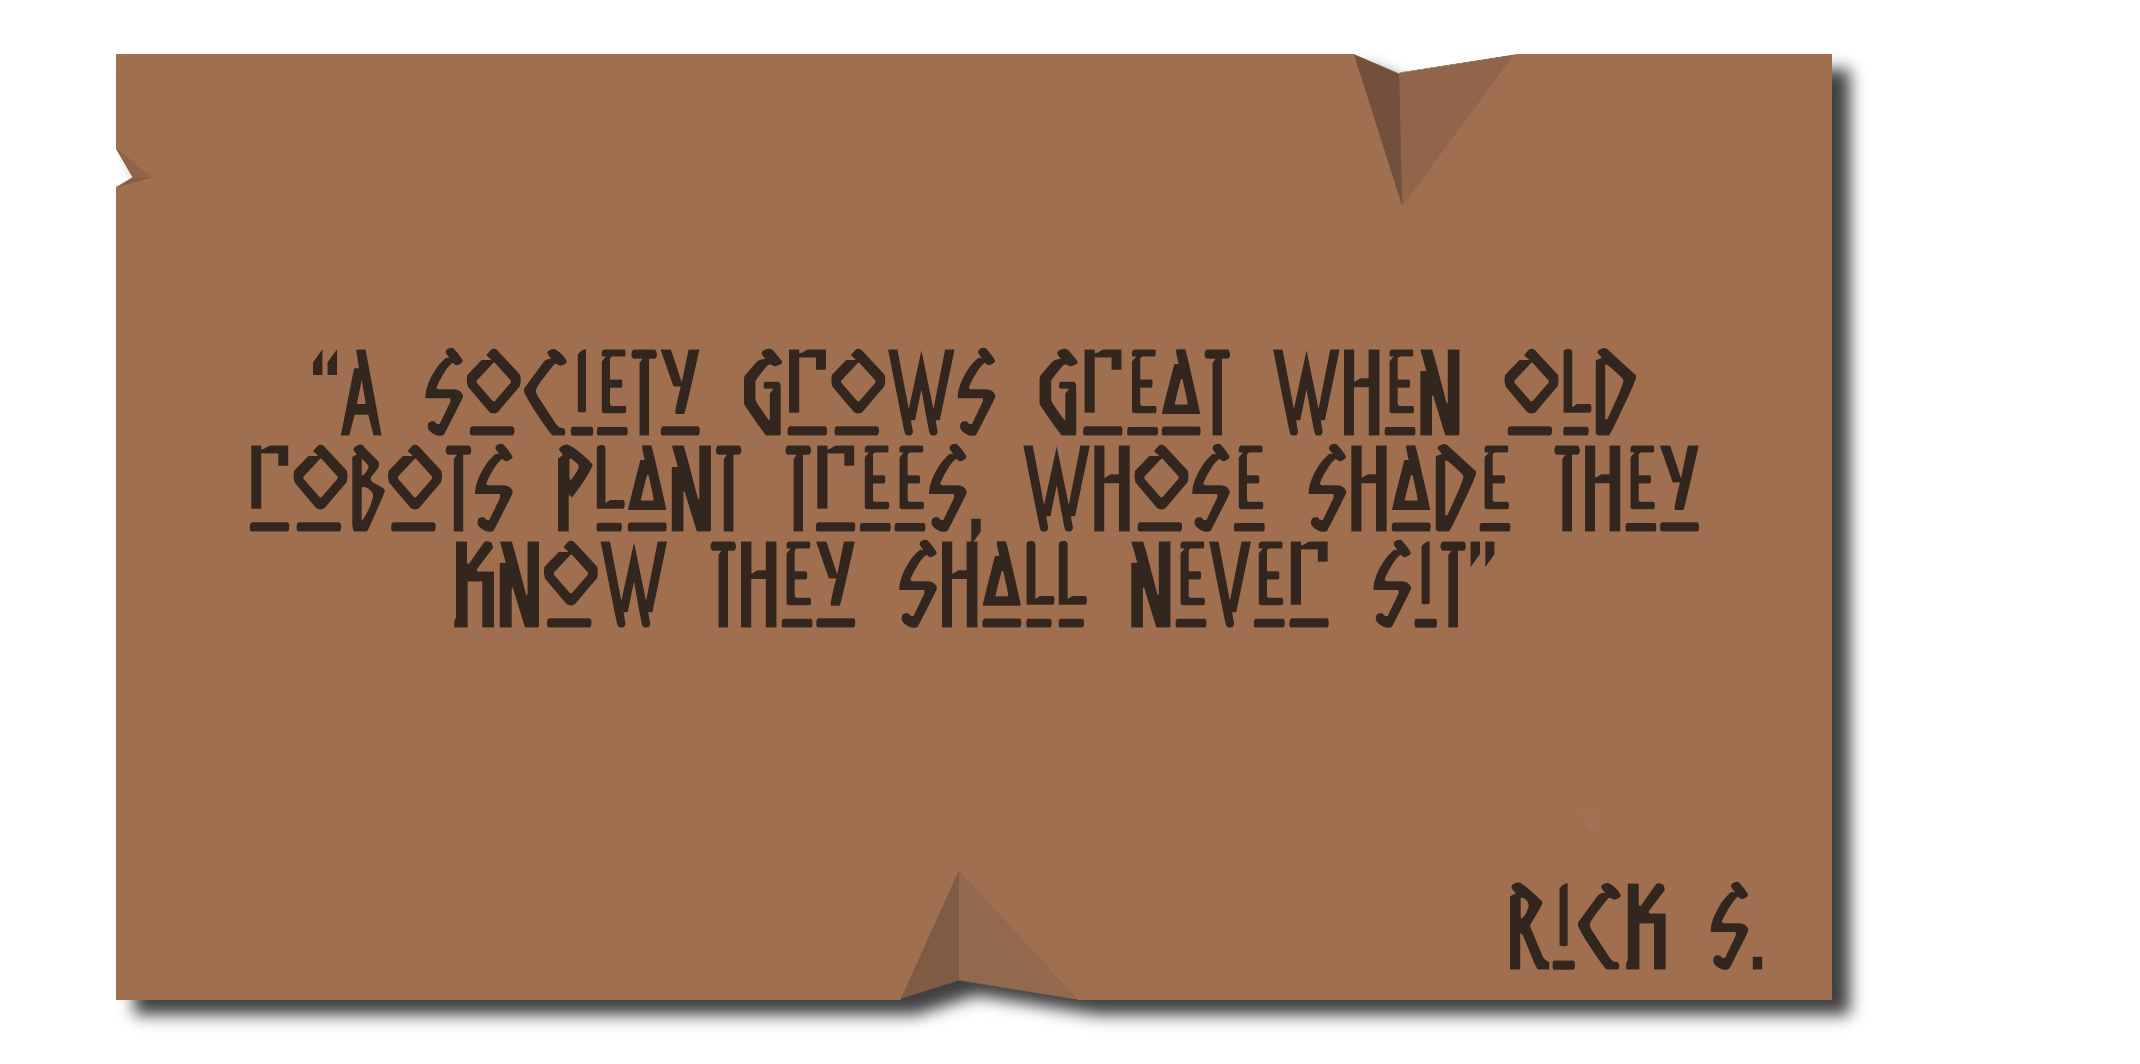 “A society grows great when old
robots plant trees, whose shade they
know they shall never sit”
Rick S.